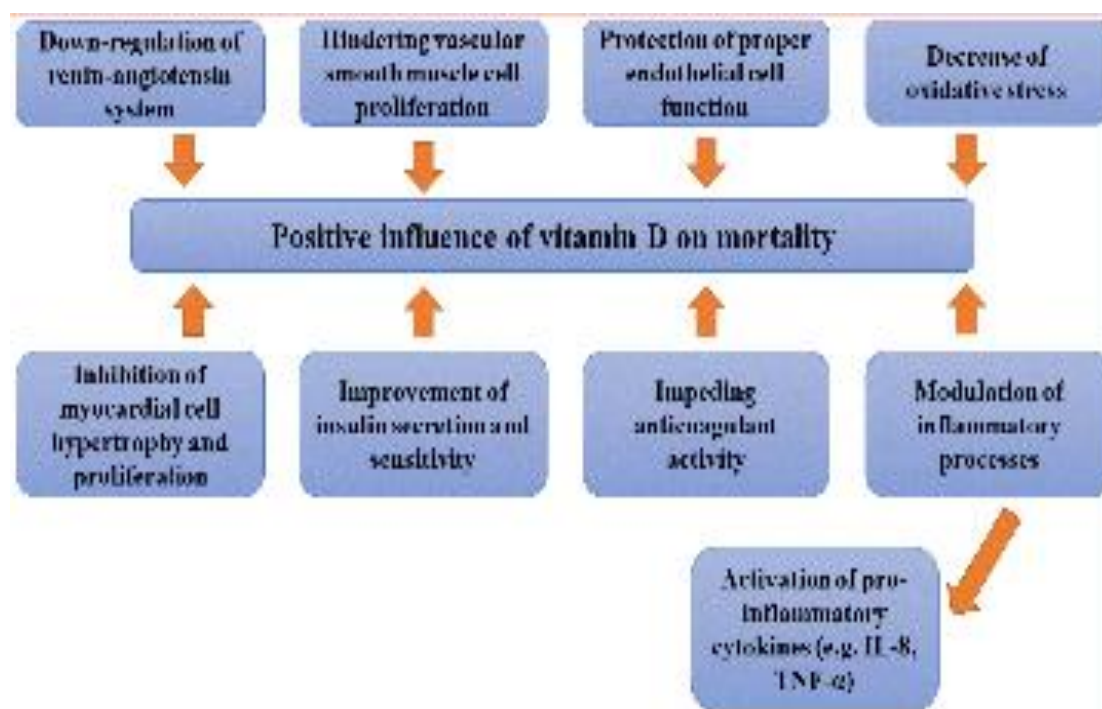 Down-regulation of
renin-angiotensin
system
Hindering vascular
smooth muscle cell
proliferation
Protection of proper
endothelial cell
function
Decrease of
oxidative stress
Positive influence of vitamin D on mortality
Inhibition of
myocardial cell
hypertrophy and
proliferation
Improvement of
insulin secretion and
sensitivity
Impeding
anticoagulant
activity
Modulation of
inflammatory
processes
Activation of pro-
inflammatory
cytokines (e.g. IL-8,
TNF-α)